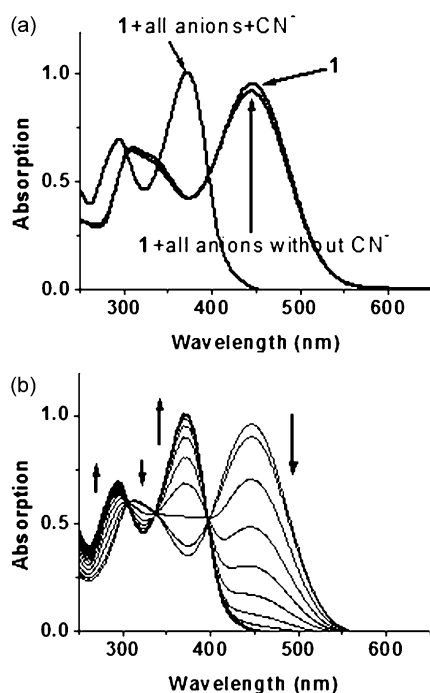 (a)
1+all anions+CN⁻
1
1+all anions without CN⁻
Absorption
1.0
0.5
0.0
300 400 500 600
Wavelength (nm)
(b)
Absorption
1.0
0.5
0.0
300 400 500 600
Wavelength (nm)